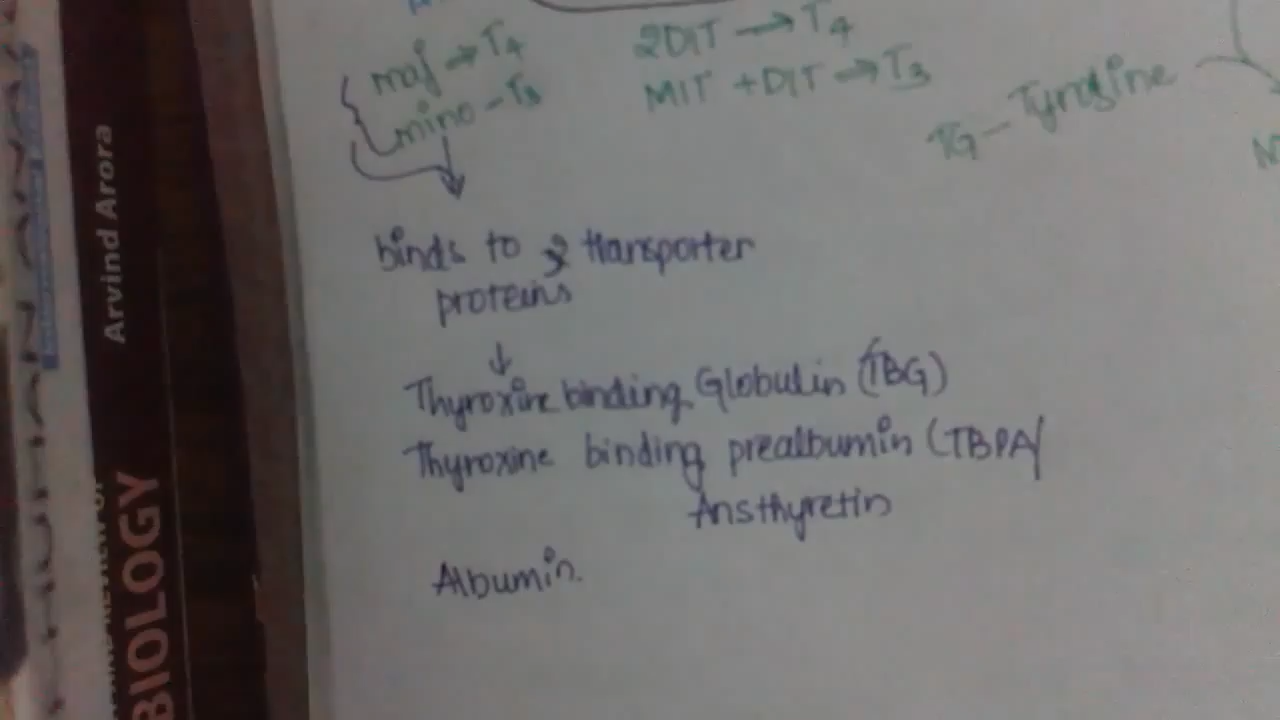 maj → T4
mino - T3
2DIT → T4
MIT + DIT → T3
TG - Tyrosine
binds to 3 transporter
proteins
↓
Thyroxine binding Globulin (TBG)
Thyroxine binding prealbumin (TBPA/
Ansthyretin
Albumin.
Arvind Arora
BIOLOGY